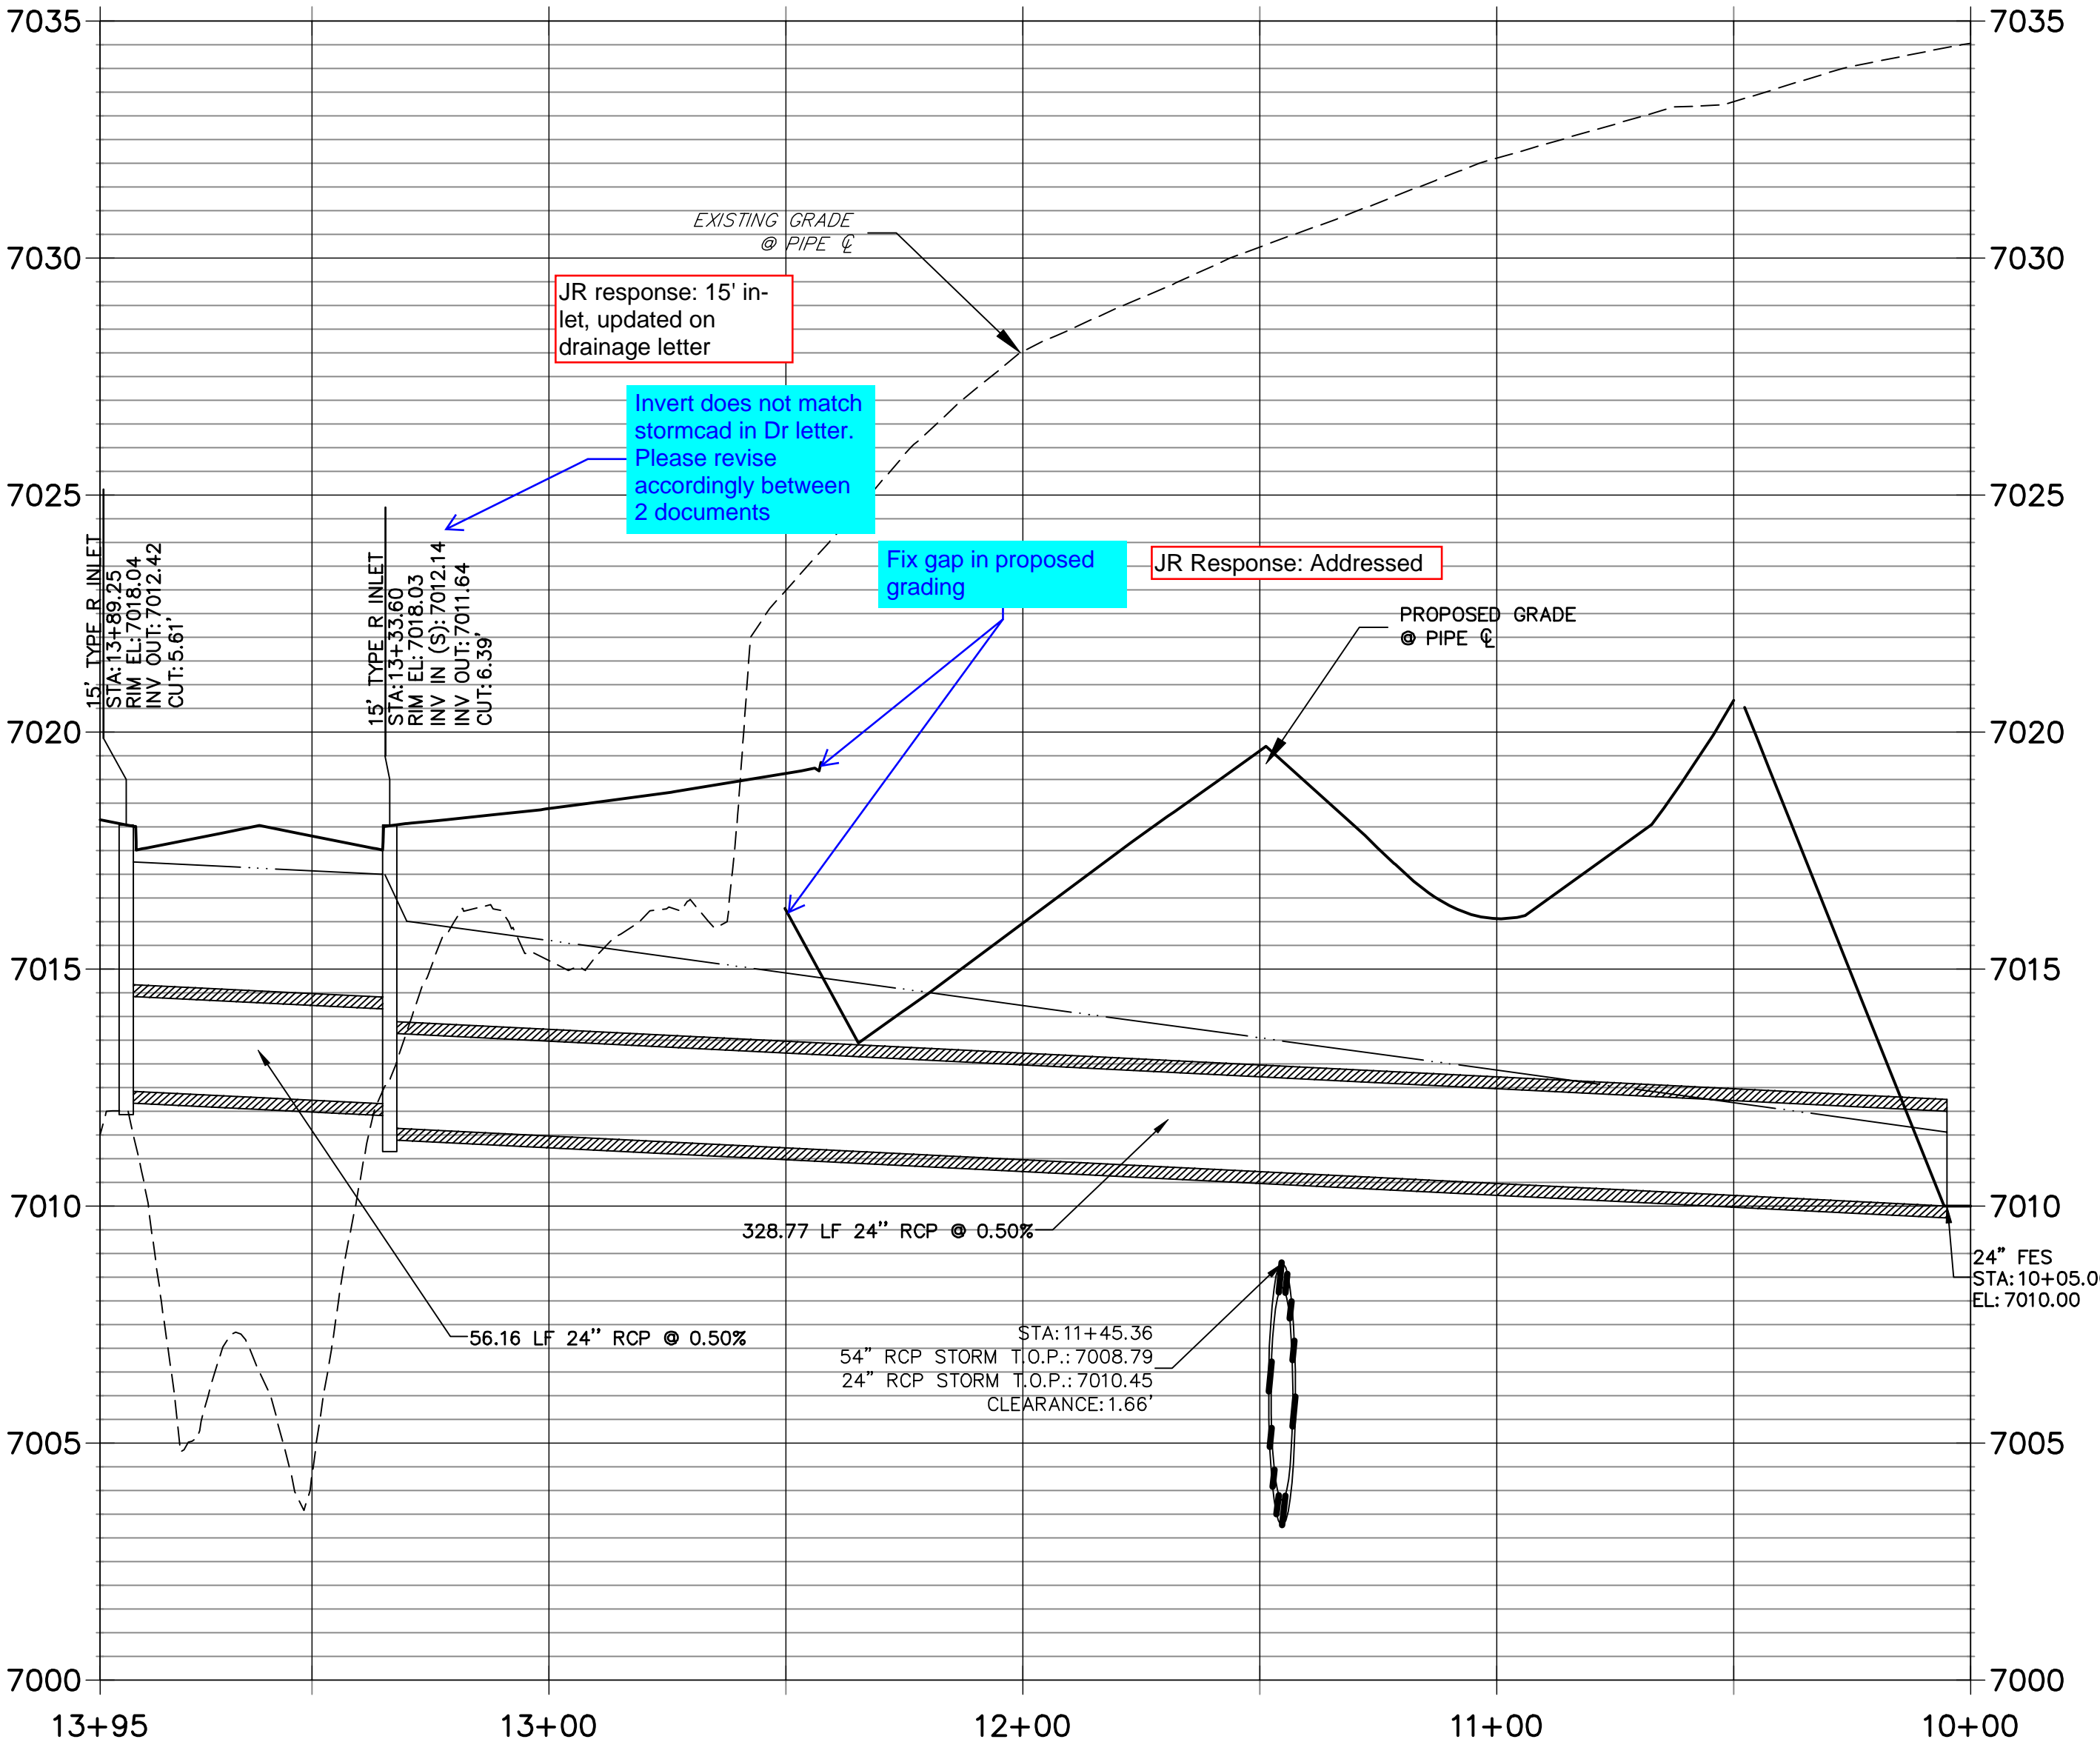 7035
7035
EXISTING GRADE
@ PIPE ℄
7030
7030
JR response: 15' in-
let, updated on
drainage letter
Invert does not match
stormcad in Dr letter.
Please revise
accordingly between
2 documents
7025
7025
15' TYPE R INLET
STA:13+89.25
RIM EL:7018.04
INV OUT:7012.42
CUT:5.61'
15' TYPE R INLET
STA:13+33.60
RIM EL:7018.03
INV IN (S):7012.14
INV OUT:7011.64
CUT:6.39'
Fix gap in proposed
grading
JR Response: Addressed
PROPOSED GRADE
@ PIPE ℄
7020
7020
7015
7015
7010
7010
328.77 LF 24" RCP @ 0.50%
24" FES
STA:10+05.0
EL:7010.00
56.16 LF 24" RCP @ 0.50%
STA:11+45.36
54" RCP STORM T.O.P.:7008.79
24" RCP STORM T.O.P.:7010.45
CLEARANCE:1.66'
7005
7005
7000
7000
13+95
13+00
12+00
11+00
10+00